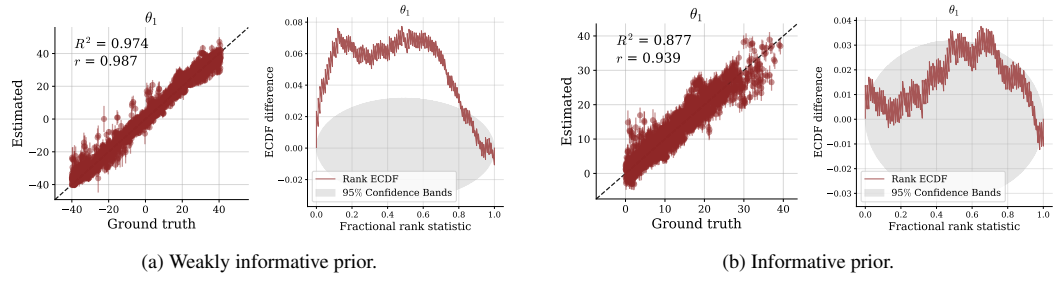 θ₁
R² = 0.974
r = 0.987
40
20
0
−20
−40
Estimated
−40 −20 0 20 40
Ground truth
θ₁
0.08
0.06
0.04
0.02
0.00
−0.02
ECDF difference
Rank ECDF
95% Confidence Bands
0.0 0.2 0.4 0.6 0.8 1.0
Fractional rank statistic
(a) Weakly informative prior.
θ₁
R² = 0.877
r = 0.939
40
30
20
10
0
Estimated
0 10 20 30 40
Ground truth
θ₁
0.04
0.03
0.02
0.01
0.00
−0.01
−0.02
−0.03
ECDF difference
Rank ECDF
95% Confidence Bands
0.0 0.2 0.4 0.6 0.8 1.0
Fractional rank statistic
(b) Informative prior.